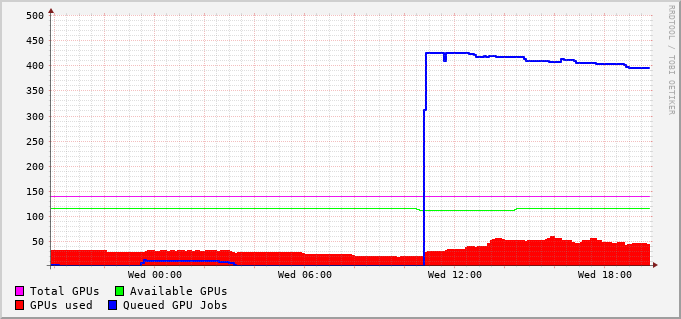 500
450
400
350
300
250
200
150
100
50
Wed 00:00 Wed 06:00 Wed 12:00 Wed 18:00
Total GPUs Available GPUs
GPUs used Queued GPU Jobs
RRDTOOL / TOBI OETIKER